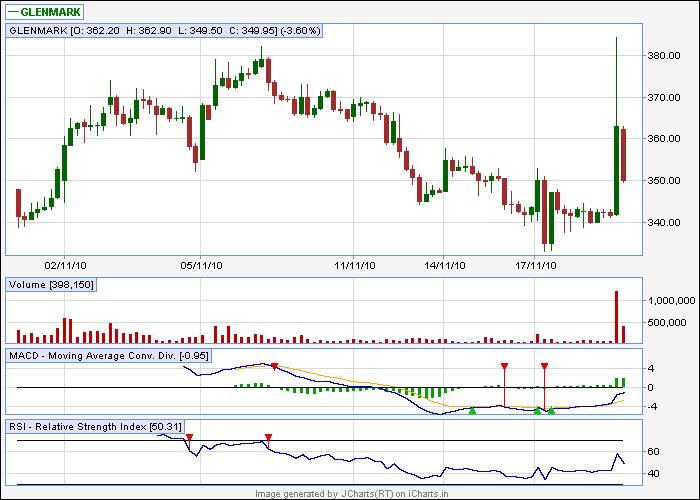 GLENMARK
GLENMARK [O: 362.20 H: 362.90 L: 349.50 C: 349.95] (-3.60%)
380.00
370.00
360.00
350.00
340.00
02/11/10 05/11/10 11/11/10 14/11/10 17/11/10
Volume [398,150]
1,000,000
500,000
MACD - Moving Average Conv. Div. [-0.95]
4
0
-4
RSI - Relative Strength Index [50.31]
60
40
Image generated by JCharts(RT) on iCharts.in